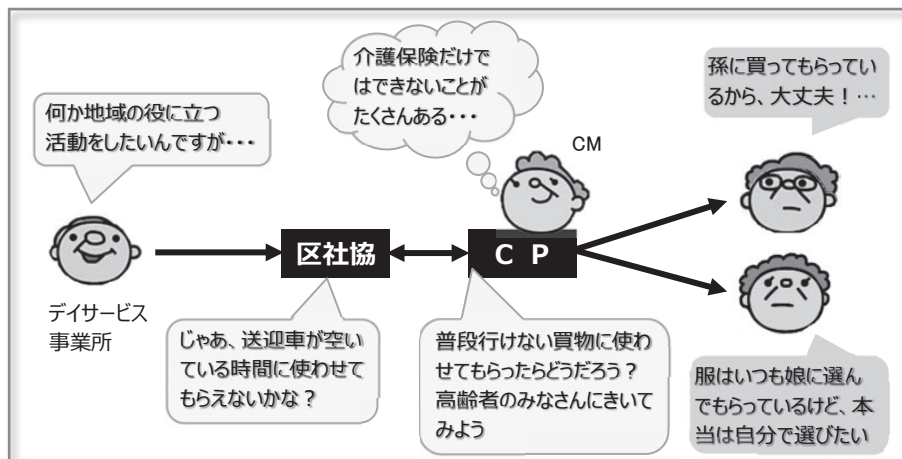 何か地域の役に立つ
活動をしたいんですが・・・
デイサービス
事業所
区社協
じゃあ、送迎車が空い
ている時間に使わせて
もらえないかな？
介護保険だけで
はできないことが
たくさんある・・・
CM
ＣＰ
普段行けない買物に使わ
せてもらったらどうだろう？
高齢者のみなさんにきいて
みよう
孫に買ってもらってい
るから、大丈夫！…
服はいつも娘に選ん
でもらっているけど、本
当は自分で選びたい